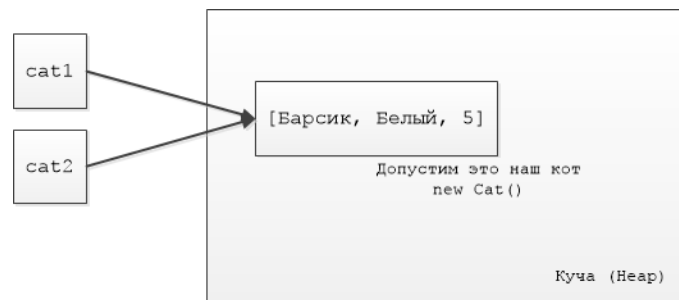 cat1
[Барсик, Белый, 5]
cat2
Допустим это наш кот
new Cat()
Куча (Heap)